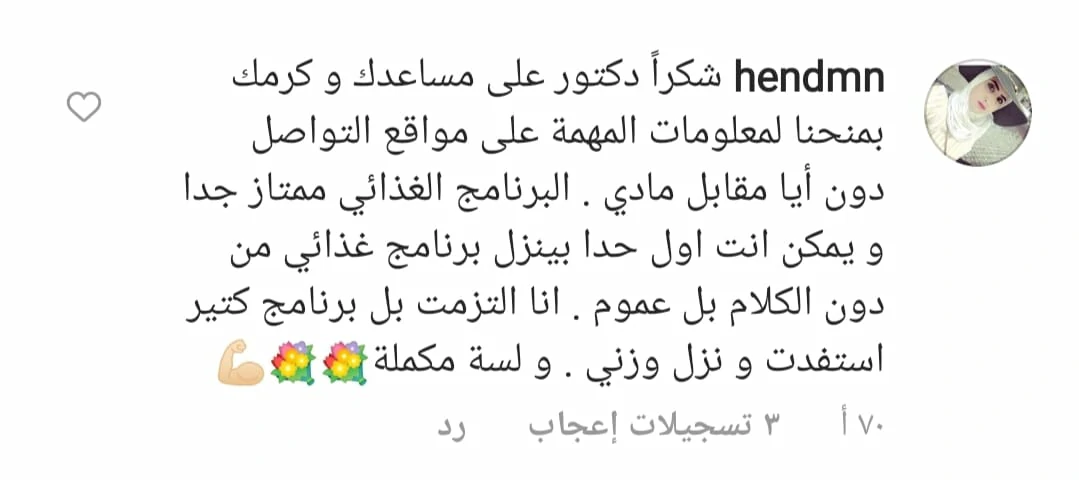 hendmn شكراً دكتور على مساعدك و كرمك
بمنحنا لمعلومات المهمة على مواقع التواصل
دون أيا مقابل مادي . البرنامج الغذائي ممتاز جدا
و يمكن انت اول حدا بينزل برنامج غذائي من
دون الكلام بل عموم . انا التزمت بل برنامج كتير
استفدت و نزل وزني . و لسة مكملة💐💐💪🏼
٧٠ أ ٣ تسجيلات إعجاب رد